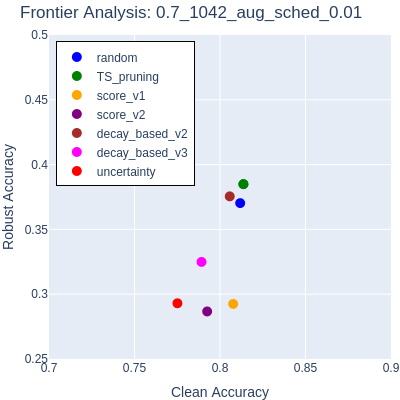 Frontier Analysis: 0.7_1042_aug_sched_0.01
0.5
0.45
0.4
0.35
0.3
0.25
Robust Accuracy
random
TS_pruning
score_v1
score_v2
decay_based_v2
decay_based_v3
uncertainty
0.7
0.75
0.8
0.85
0.9
Clean Accuracy